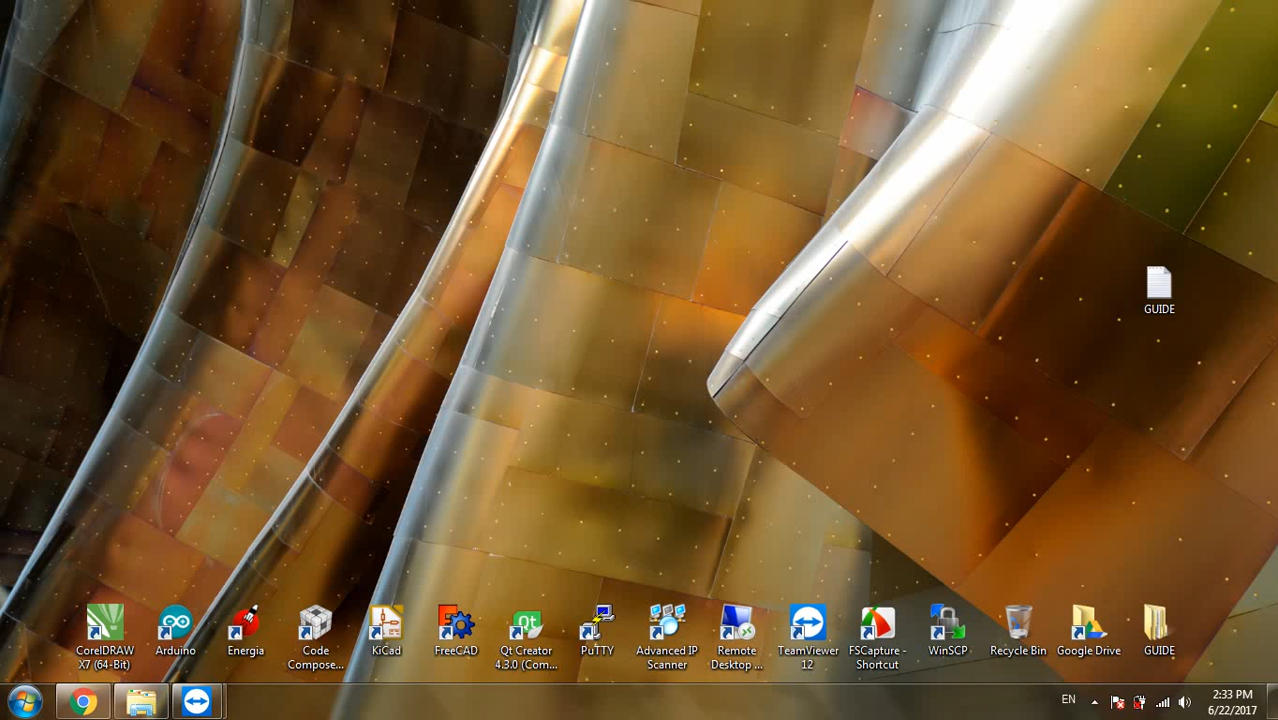 GUIDE
CorelDRAW
X7 (64-Bit)
Arduino
Energia
Code
Compose...
KiCad
FreeCAD
Qt Creator
4.3.0 (Com...
PuTTY
Advanced IP
Scanner
Remote
Desktop ...
TeamViewer
12
FSCapture -
Shortcut
WinSCP
Recycle Bin
Google Drive
GUIDE
EN
2:33 PM
6/22/2017